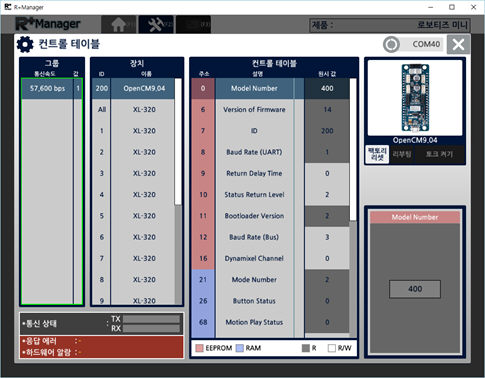 R+Manager
R+Manager
(F1)
(F2)
(F3)
제품 : 로보티즈 미니
컨트롤 테이블
COM40
그룹
통신속도 값
57,600 bps 1
장치
ID 이름
200 OpenCM9.04
All XL-320
1 XL-320
2 XL-320
3 XL-320
4 XL-320
5 XL-320
6 XL-320
7 XL-320
8 XL-320
9 XL-320
컨트롤 테이블
주소 설명 원시 값
0 Model Number 400
6 Version of Firmware 14
7 ID 200
8 Baud Rate (UART) 1
9 Return Delay Time 0
10 Status Return Level 2
11 Bootloader Version 2
12 Baud Rate (Bus) 3
16 Dynamixel Channel 0
21 Mode Number 2
26 Button Status 0
68 Motion Play Status 0
EEPROM RAM R R/W
OpenCM9.04
팩토리
리셋
리부팅
토크 켜기
Model Number
400
•통신 상태 : TX
RX
•응답 에러 : -
•하드웨어 알람 : -